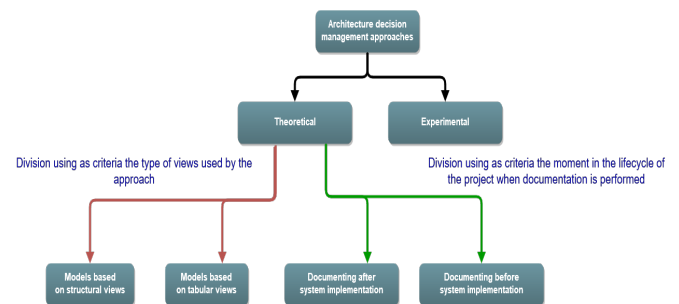 Architecture decision
management approaches
Theoretical
Experimental
Division using as criteria the type of views used by the
approach
Division using as criteria the moment in the lifecycle of
the project when documentation is performed
Models based
on structural views
Models based
on tabular views
Documenting after
system implementation
Documenting before
system implementation